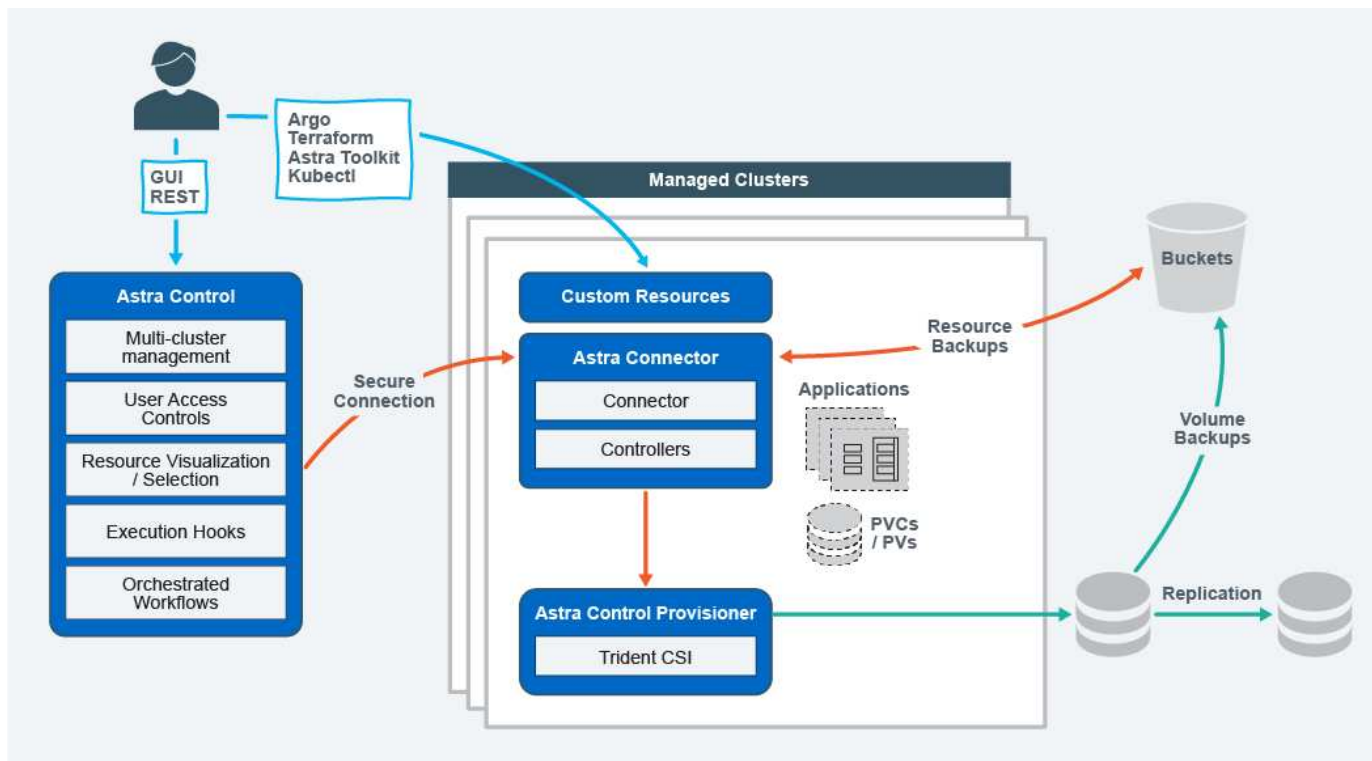 Argo
Terraform
Astra Toolkit
Kubectl
GUI
REST
Managed Clusters
Astra Control
Multi-cluster
management
User Access
Controls
Resource Visualization
/ Selection
Execution Hooks
Orchestrated
Workflows
Secure
Connection
Custom Resources
Astra Connector
Connector
Controllers
Applications
PVCs
/ PVs
Astra Control Provisioner
Trident CSI
Resource
Backups
Buckets
Volume
Backups
Replication